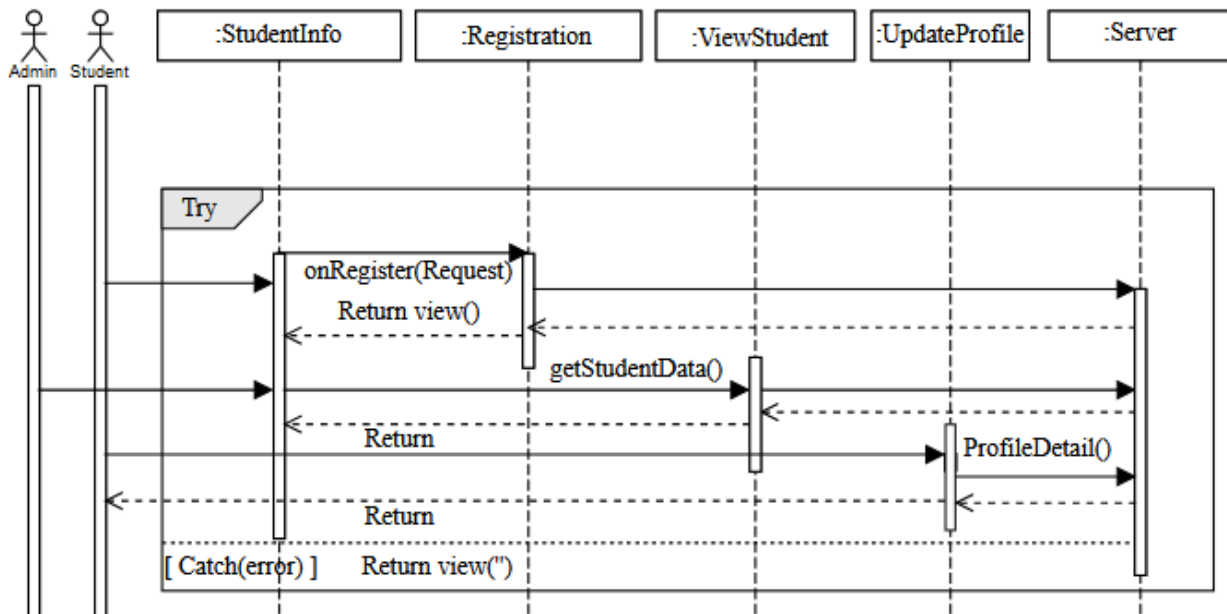 :StudentInfo
:Registration
:ViewStudent
:UpdateProfile
:Server
Admin
Student
Try
onRegister(Request)
Return view()
getStudentData()
Return
ProfileDetail()
Return
[ Catch(error) ]
Return view('')